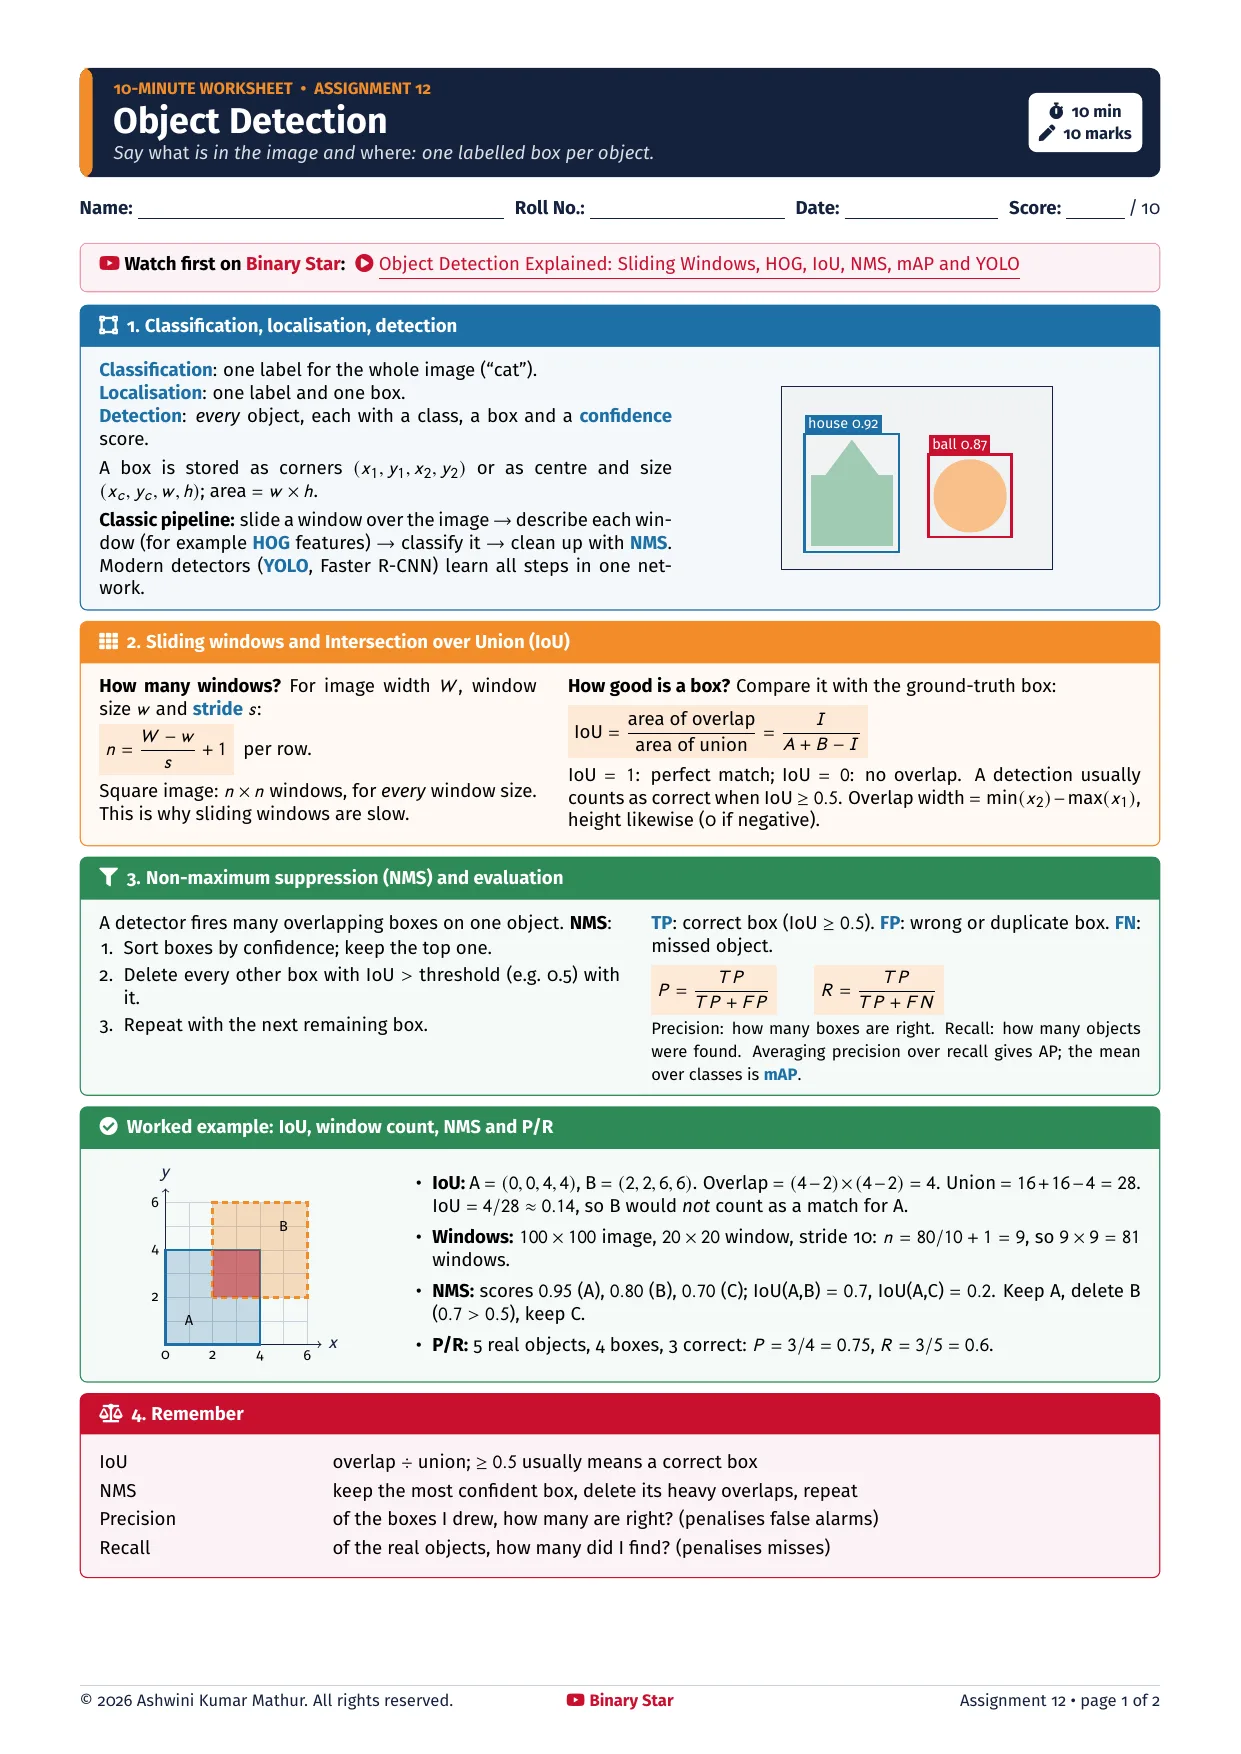 10-MINUTE WORKSHEET • ASSIGNMENT 12
Object Detection
Say what is in the image and where: one labelled box per object.
10 min
10 marks
Name: Roll No.: Date: Score: / 10
Watch first on Binary Star: Object Detection Explained: Sliding Windows, HOG, IoU, NMS, mAP and YOLO
1. Classification, localisation, detection
Classification: one label for the whole image (“cat”).
Localisation: one label and one box.
Detection: every object, each with a class, a box and a confidence
score.
A box is stored as corners (x₁, y₁, x₂, y₂) or as centre and size
(x_c, y_c, w, h); area = w × h.
Classic pipeline: slide a window over the image → describe each win-
dow (for example HOG features) → classify it → clean up with NMS.
Modern detectors (YOLO, Faster R-CNN) learn all steps in one net-
work.
house 0.92
ball 0.87
2. Sliding windows and Intersection over Union (IoU)
How many windows? For image width W, window
size w and stride s:
n = (W − w)/s + 1 per row.
Square image: n × n windows, for every window size.
This is why sliding windows are slow.
How good is a box? Compare it with the ground-truth box:
IoU = area of overlap / area of union = I / (A + B − I)
IoU = 1: perfect match; IoU = 0: no overlap. A detection usually
counts as correct when IoU ≥ 0.5. Overlap width = min(x₂) − max(x₁),
height likewise (0 if negative).
3. Non-maximum suppression (NMS) and evaluation
A detector fires many overlapping boxes on one object. NMS:
1. Sort boxes by confidence; keep the top one.
2. Delete every other box with IoU > threshold (e.g. 0.5) with
it.
3. Repeat with the next remaining box.
TP: correct box (IoU ≥ 0.5). FP: wrong or duplicate box. FN:
missed object.
P = TP / (TP + FP) R = TP / (TP + FN)
Precision: how many boxes are right. Recall: how many objects
were found. Averaging precision over recall gives AP; the mean
over classes is mAP.
Worked example: IoU, window count, NMS and P/R
y
6
4
2
B
A
0 2 4 6 x
• IoU: A = (0, 0, 4, 4), B = (2, 2, 6, 6). Overlap = (4−2)×(4−2) = 4. Union = 16+16−4 = 28.
IoU = 4/28 ≈ 0.14, so B would not count as a match for A.
• Windows: 100 × 100 image, 20 × 20 window, stride 10: n = 80/10 + 1 = 9, so 9 × 9 = 81
windows.
• NMS: scores 0.95 (A), 0.80 (B), 0.70 (C); IoU(A,B) = 0.7, IoU(A,C) = 0.2. Keep A, delete B
(0.7 > 0.5), keep C.
• P/R: 5 real objects, 4 boxes, 3 correct: P = 3/4 = 0.75, R = 3/5 = 0.6.
4. Remember
IoU overlap ÷ union; ≥ 0.5 usually means a correct box
NMS keep the most confident box, delete its heavy overlaps, repeat
Precision of the boxes I drew, how many are right? (penalises false alarms)
Recall of the real objects, how many did I find? (penalises misses)
© 2026 Ashwini Kumar Mathur. All rights reserved. Binary Star Assignment 12 • page 1 of 2